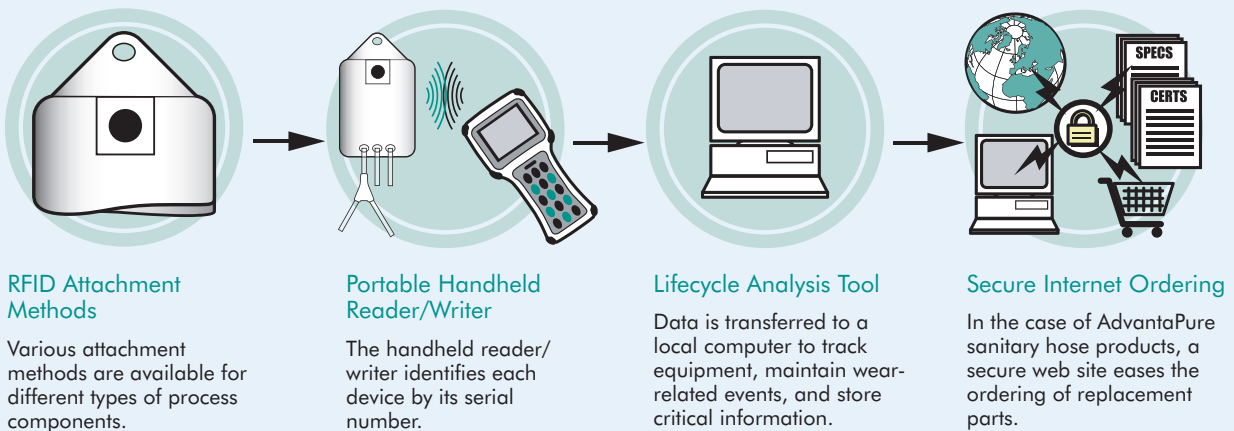 SPECS
CERTS
RFID Attachment
Methods
Various attachment
methods are available for
different types of process
components.
Portable Handheld
Reader/Writer
The handheld reader/
writer identifies each
device by its serial
number.
Lifecycle Analysis Tool
Data is transferred to a
local computer to track
equipment, maintain wear-
related events, and store
critical information.
Secure Internet Ordering
In the case of AdvantaPure
sanitary hose products, a
secure web site eases the
ordering of replacement
parts.